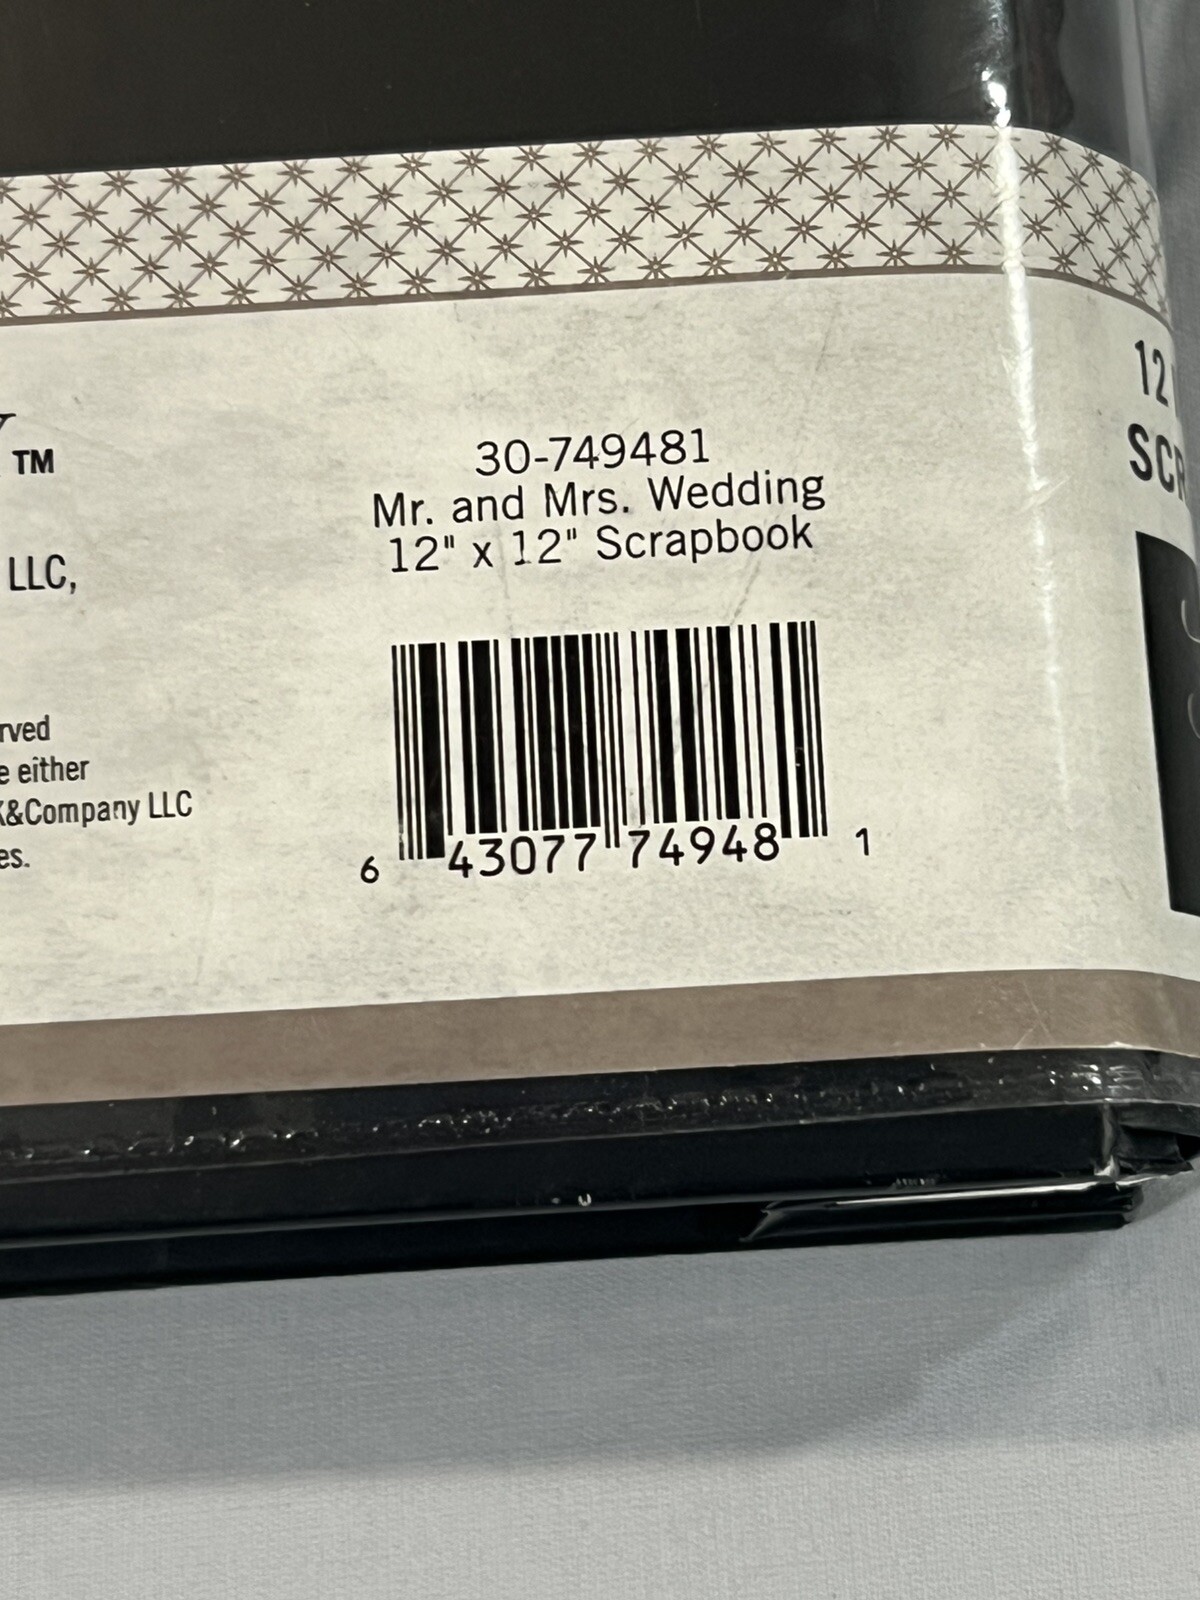 TM
LLC,
rved
e either
K&Company LLC
es.
30-749481
Mr. and Mrs. Wedding
12" x 12" Scrapbook
6 43077 74948 1
12
SCR